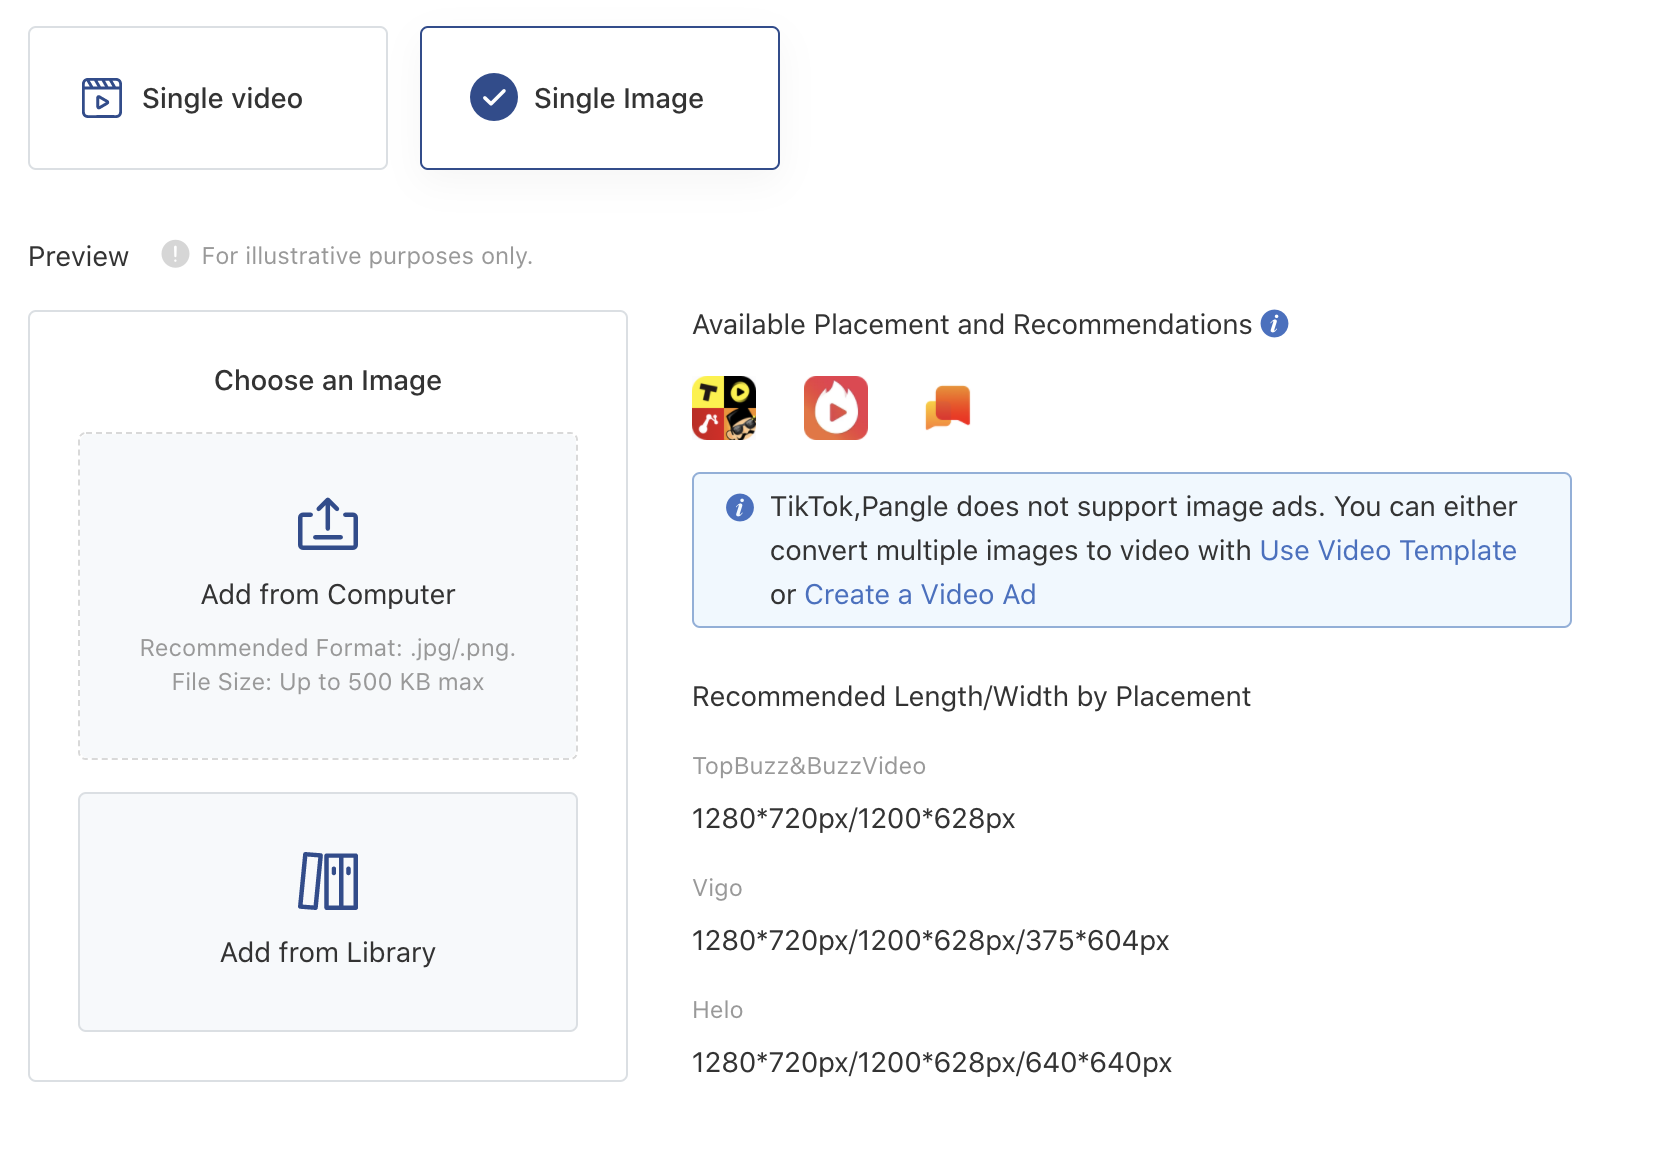 Single video
Single Image
Preview
For illustrative purposes only.
Choose an Image
Add from Computer
Recommended Format: .jpg/.png.
File Size: Up to 500 KB max
Add from Library
Available Placement and Recommendations
TikTok,Pangle does not support image ads. You can either
convert multiple images to video with Use Video Template
or Create a Video Ad
Recommended Length/Width by Placement
TopBuzz&BuzzVideo
1280*720px/1200*628px
Vigo
1280*720px/1200*628px/375*604px
Helo
1280*720px/1200*628px/640*640px